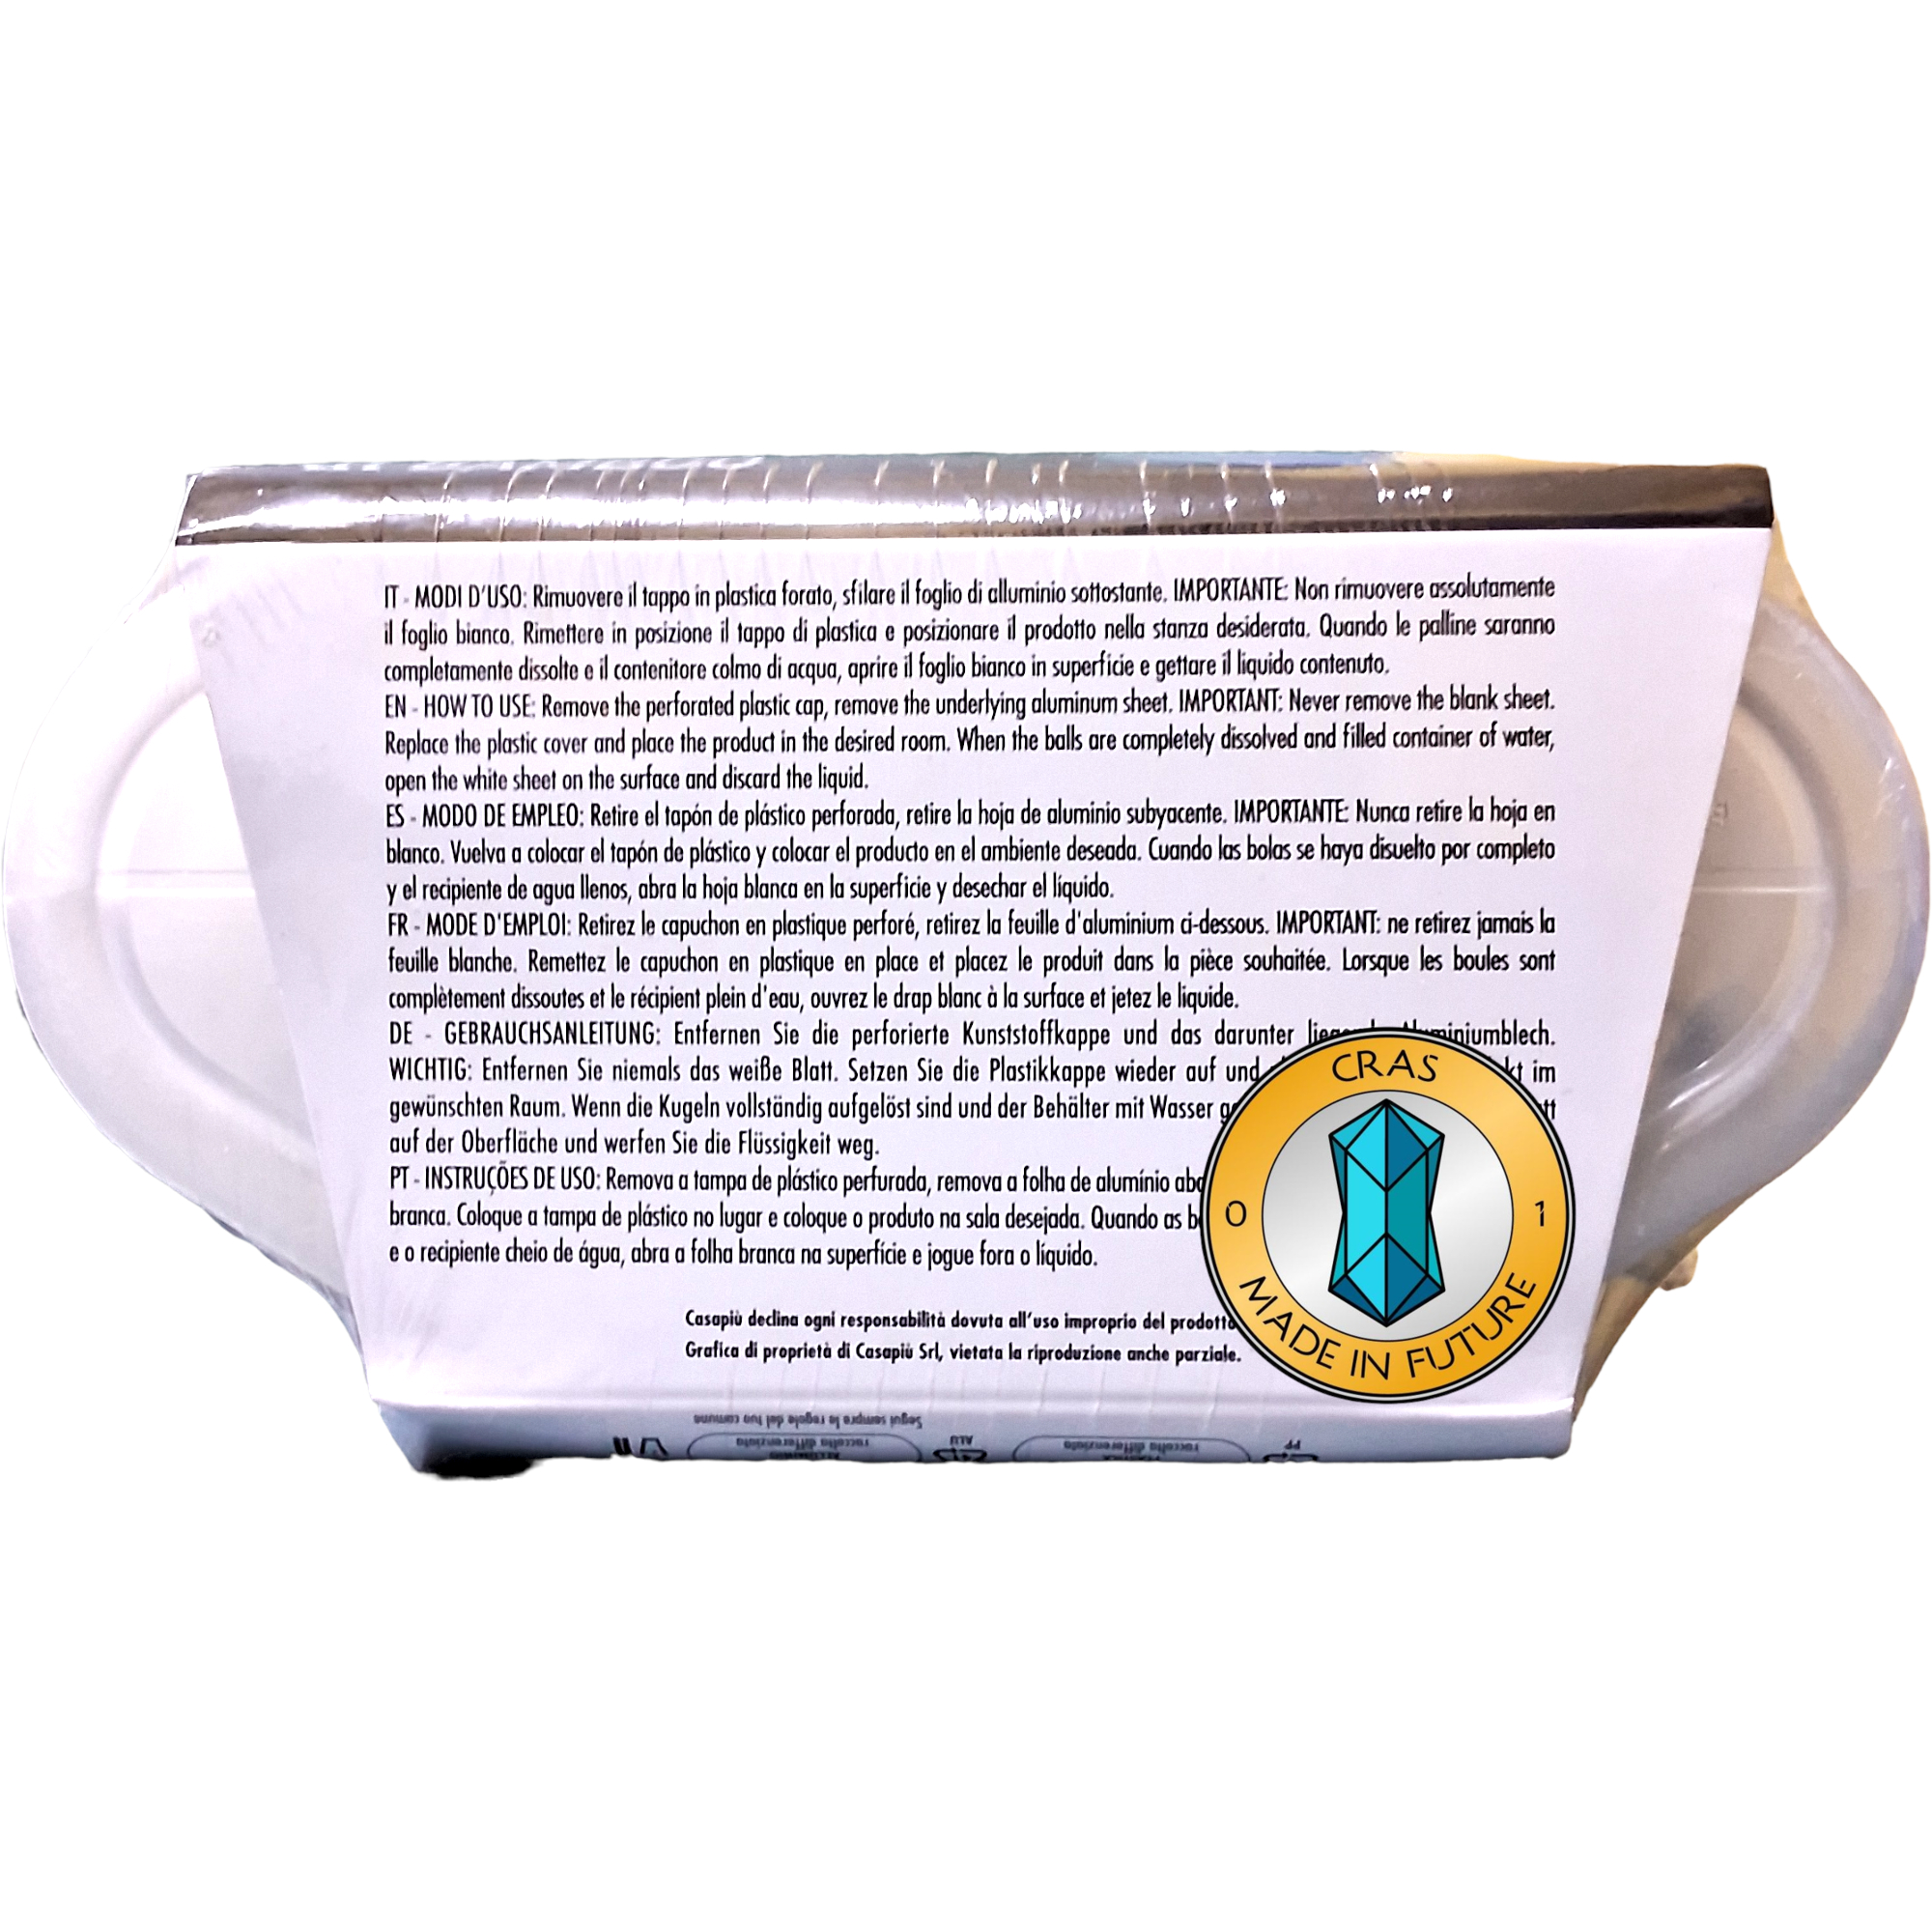 IT - MODI D'USO: Rimuovere il tappo in plastica forato, sfilare il foglio di alluminio sottostante. IMPORTANTE: Non rimuovere assolutamente
il foglio bianco. Rimettere in posizione il tappo di plastica e posizionare il prodotto nella stanza desiderata. Quando le palline saranno
completamente dissolte e il contenitore colmo di acqua, aprire il foglio bianco in superficie e gettare il liquido contenuto.
EN - HOW TO USE: Remove the perforated plastic cap, remove the underlying aluminum sheet. IMPORTANT: Never remove the blank sheet.
Replace the plastic cover and place the product in the desired room. When the balls are completely dissolved and filled container of water,
open the white sheet on the surface and discard the liquid.
ES - MODO DE EMPLEO: Retire el tapón de plástico perforada, retire la hoja de aluminio subyacente. IMPORTANTE: Nunca retire la hoja en
blanco. Vuelva a colocar el tapón de plástico y colocar el producto en el ambiente deseada. Cuando las bolas se haya disuelto por completo
y el recipiente de agua llenos, abra la hoja blanca en la superficie y desechar el líquido.
FR - MODE D'EMPLOI: Retirez le capuchon en plastique perforé, retirez la feuille d'aluminium ci-dessous. IMPORTANT: ne retirez jamais la
feuille blanche. Remettez le capuchon en plastique en place et placez le produit dans la pièce souhaitée. Lorsque les boules sont
complètement dissoutes et le récipient plein d'eau, ouvrez le drap blanc à la surface et jetez le liquide.
DE - GEBRAUCHSANLEITUNG: Entfernen Sie die perforierte Kunststoffkappe und das darunter
WICHTIG: Entfernen Sie niemals das weiße Blatt. Setzen Sie die Plastikkappe wieder auf und im
gewünschten Raum. Wenn die Kugeln vollständig aufgelöst sind und der Behälter mit Wasser
auf der Oberfläche und werfen Sie die Flüssigkeit weg.
PT - INSTRUÇÕES DE USO: Remova a tampa de plástico perfurada, remova a folha de alumínio
branca. Coloque a tampa de plástico no lugar e coloque o produto na sala desejada. Quando as
e o recipiente cheio de água, abra a folha branca na superfície e jogue fora o líquido.
Casapiù declina ogni responsabilità dovuta all'uso improprio del prodotto
Grafica di proprietà di Casapiù Srl, vietata la riproduzione anche parziale.
CRAS
0 1
MADE IN FUTURE
Segui sempre le regole del tuo comune
raccolta differenziata ALU raccolta differenziata PP